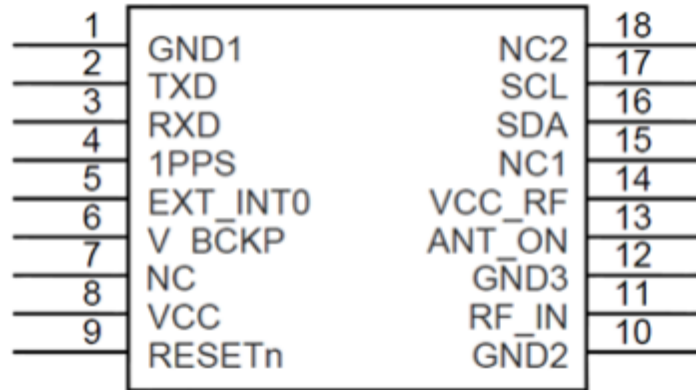 1 GND1 NC2 18
2 TXD SCL 17
3 RXD SDA 16
4 1PPS NC1 15
5 EXT_INT0 VCC_RF 14
6 V BCKP ANT_ON 13
7 NC GND3 12
8 VCC RF_IN 11
9 RESETn GND2 10